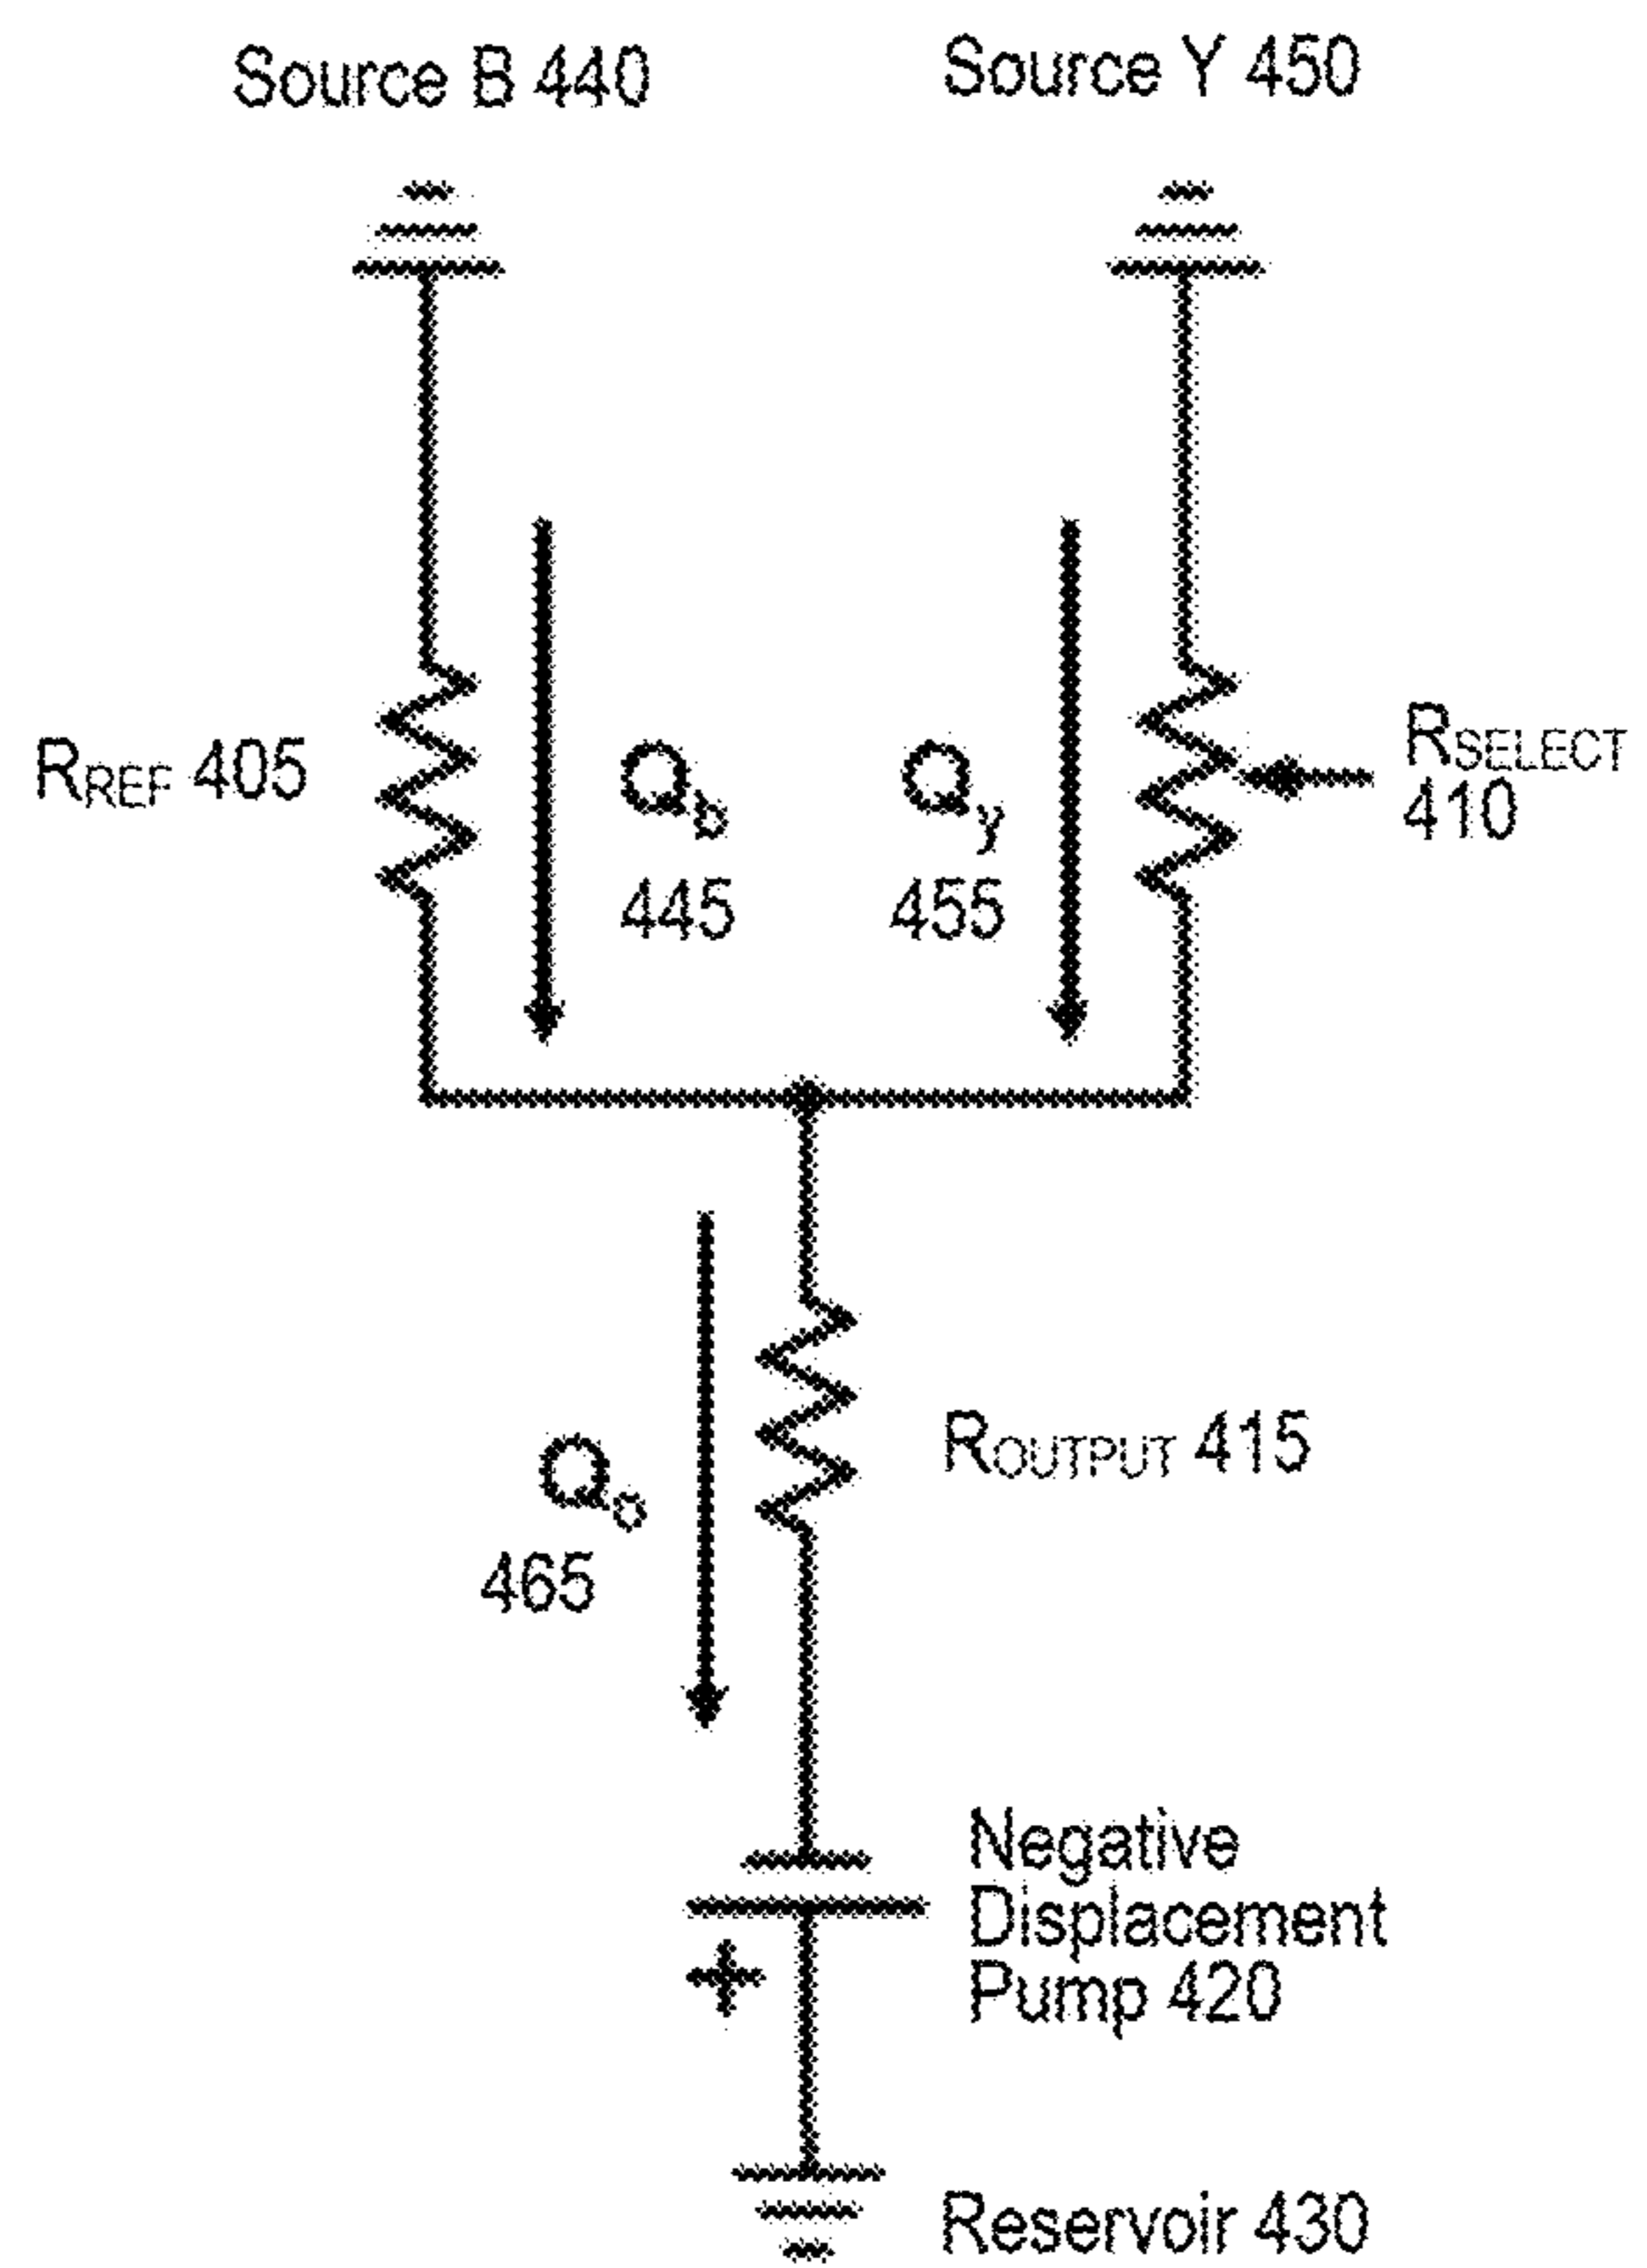 Source B 440
Source Y 450
RREF 405
Qb
445
Qy
455
RSELECT
410
ROUTPUT 415
Qo
465
Negative
Displacement
Pump 420
+
Reservoir 430